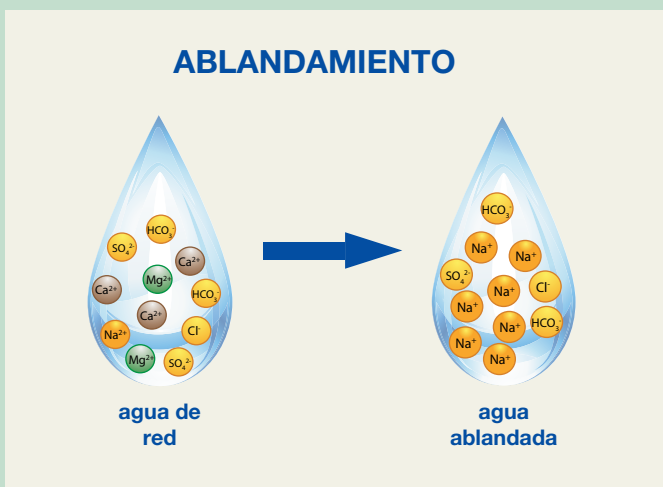 ABLANDAMIENTO
HCO₃⁻
SO₄²⁻
Ca²⁺
Mg²⁺
Ca²⁺
HCO₃⁻
Ca²⁺
Na²⁺
Cl⁻
Mg²⁺
SO₄²⁻
agua de
red
HCO₃⁻
Na⁺
Na⁺
SO₄²⁻
Na⁺
Cl⁻
Na⁺
Na⁺
HCO₃⁻
Na⁺
Na⁺
agua
ablandada